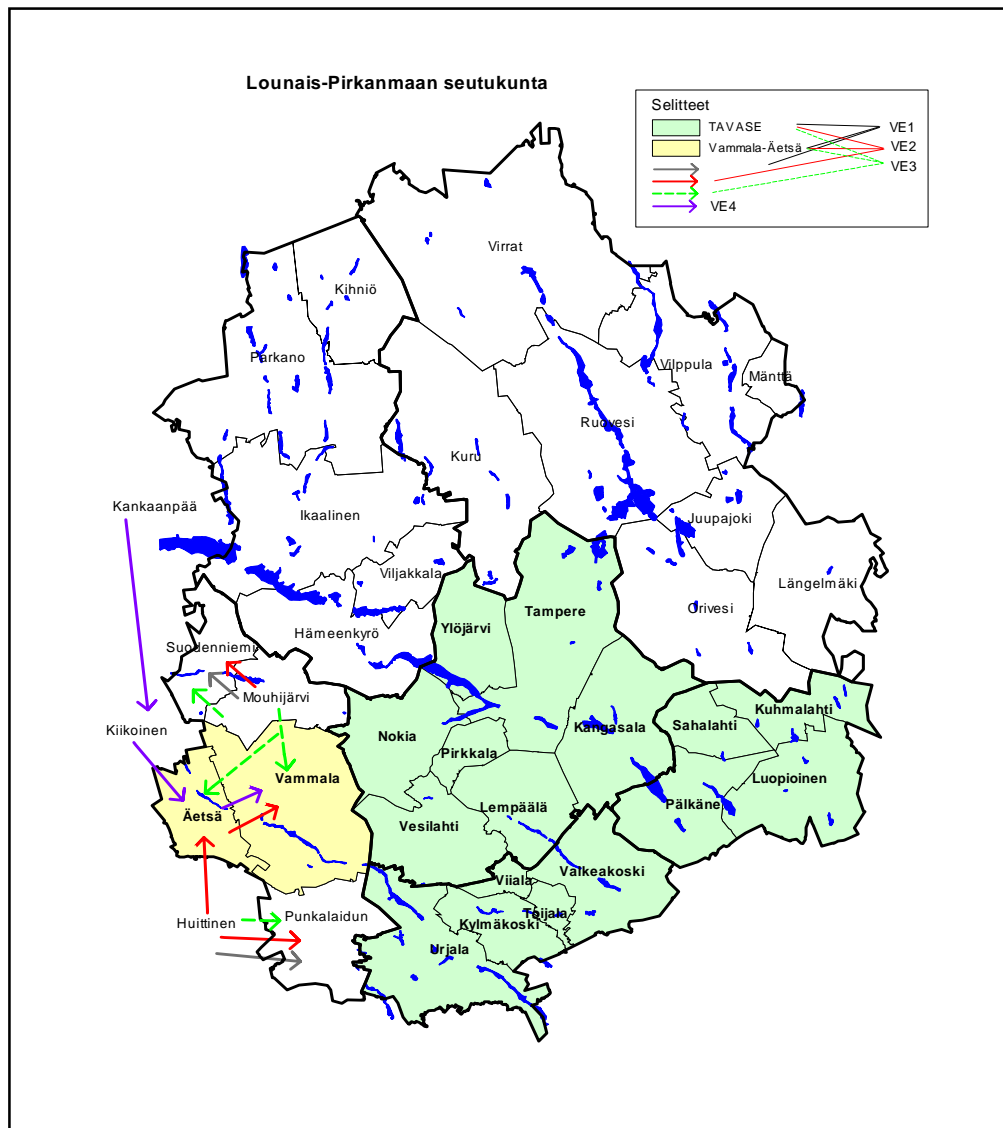 Lounais-Pirkanmaan seutukunta
Selitteet
TAVASE
VE1
Vammala-Äetsä
VE2
VE3
VE4
Virrat
Kihniö
Parkano
Vilppula
Mänttä
Ruovesi
Kuru
Kankaanpää
Ikaalinen
Juupajoki
Viljakkala
Längelmäki
Tampere
Orivesi
Ylöjärvi
Hämeenkyrö
Suodenniemi
Mouhijärvi
Kuhmalahti
Kiikoinen
Nokia
Kangasala
Sahalahti
Pirkkala
Vammala
Luopioinen
Pälkäne
Äetsä
Lempäälä
Vesilahti
Valkeakoski
Viiala
Punkalaidun
Toijala
Huittinen
Kylmäkoski
Urjala